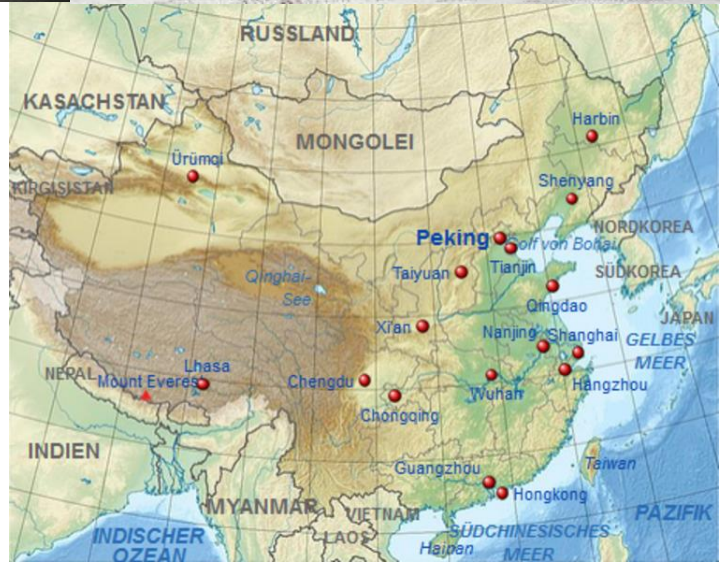 RUSSLAND
KASACHSTAN
Harbin
MONGOLEI
Ürümqi
Shenyang
KIRGISISTAN
NORDKOREA
Peking
Golf von Bohai
Tianjin
Taiyuan
SÜDKOREA
Qinghai-
See
Qingdao
JAPAN
Xi'an
Nanjing
Shanghai
GELBES
MEER
Lhasa
NEPAL
Mount Everes
Chengdu
Hangzhou
Wuhan
Chongqing
INDIEN
Guangzhou
Taiwan
Hongkong
MYANMAR
VIETNAM
PAZIFIK
SÜDCHINESISCHES
MEER
LAOS
INDISCHER
OZEAN
Hainan